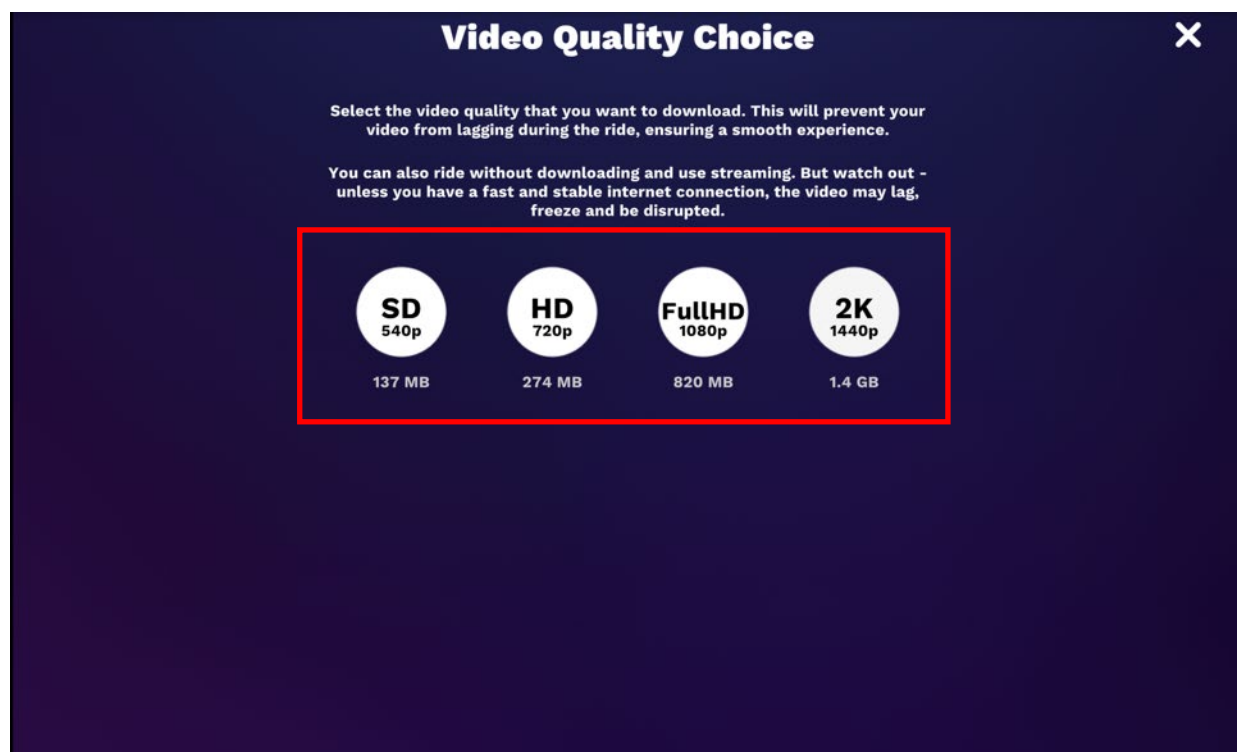 Video Quality Choice
Select the video quality that you want to download. This will prevent your
video from lagging during the ride, ensuring a smooth experience.
You can also ride without downloading and use streaming. But watch out -
unless you have a fast and stable internet connection, the video may lag,
freeze and be disrupted.
SD
540p
137 MB
HD
720p
274 MB
FullHD
1080p
820 MB
2K
1440p
1.4 GB